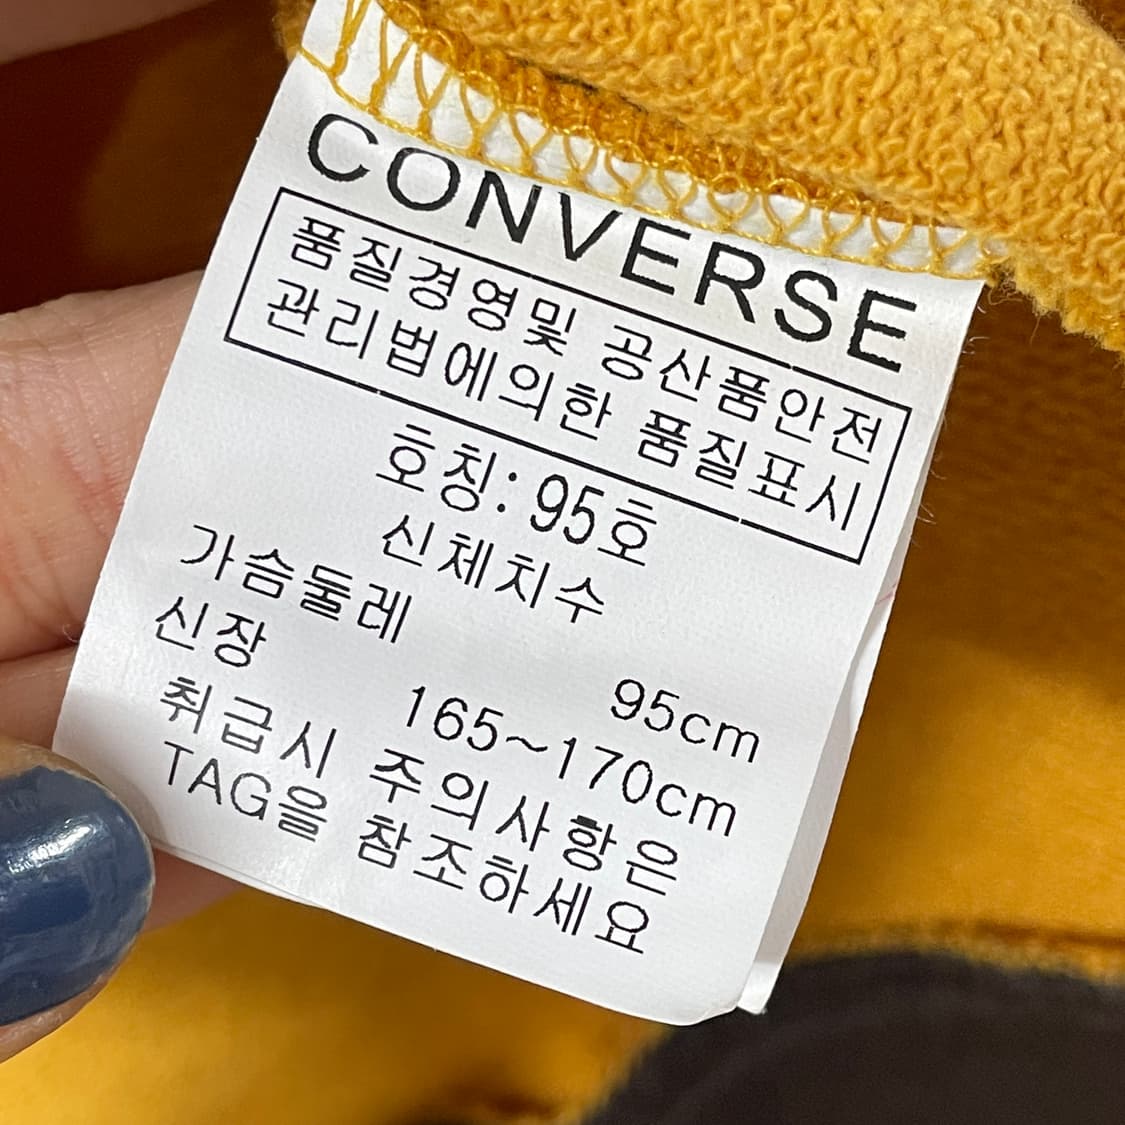 CONVERSE
품질경영및 공산품안전
관리법에의한 품질표시
호칭: 95호
신체치수
가슴둘레 95cm
신장 165~170cm
취급시 주의사항은
TAG을 참조하세요